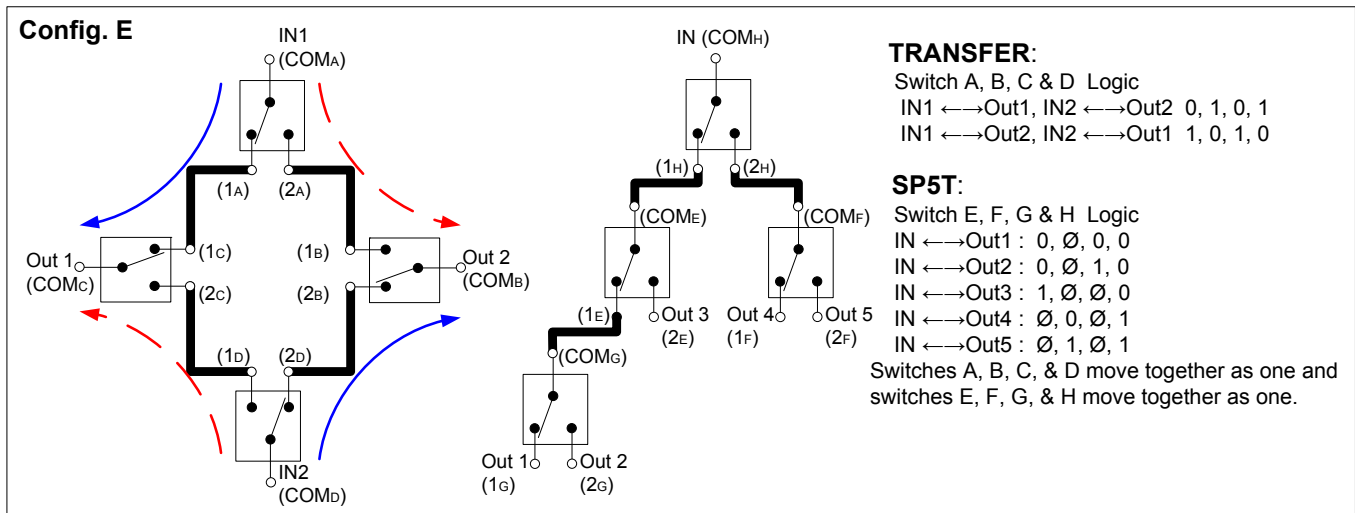 Config. E
IN1
(COMA)
(1A)
(2A)
Out 1
(COMC)
(1C)
(2C)
(1B)
(2B)
Out 2
(COMB)
(1D)
(2D)
IN2
(COMD)
IN (COMH)
(1H)
(2H)
(COME)
(COMF)
(1E)
Out 3
(2E)
Out 4
(1F)
Out 5
(2F)
(COMG)
Out 1
(1G)
Out 2
(2G)
TRANSFER:
Switch A, B, C & D Logic
IN1 ←→Out1, IN2 ←→Out2 0, 1, 0, 1
IN1 ←→Out2, IN2 ←→Out1 1, 0, 1, 0
SP5T:
Switch E, F, G & H Logic
IN ←→Out1 : 0, Ø, 0, 0
IN ←→Out2 : 0, Ø, 1, 0
IN ←→Out3 : 1, Ø, Ø, 0
IN ←→Out4 : Ø, 0, Ø, 1
IN ←→Out5 : Ø, 1, Ø, 1
Switches A, B, C, & D move together as one and
switches E, F, G, & H move together as one.